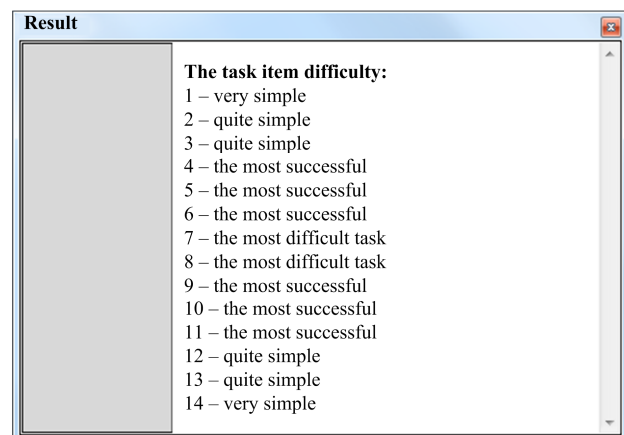 Result
The task item difficulty:
1 – very simple
2 – quite simple
3 – quite simple
4 – the most successful
5 – the most successful
6 – the most successful
7 – the most difficult task
8 – the most difficult task
9 – the most successful
10 – the most successful
11 – the most successful
12 – quite simple
13 – quite simple
14 – very simple